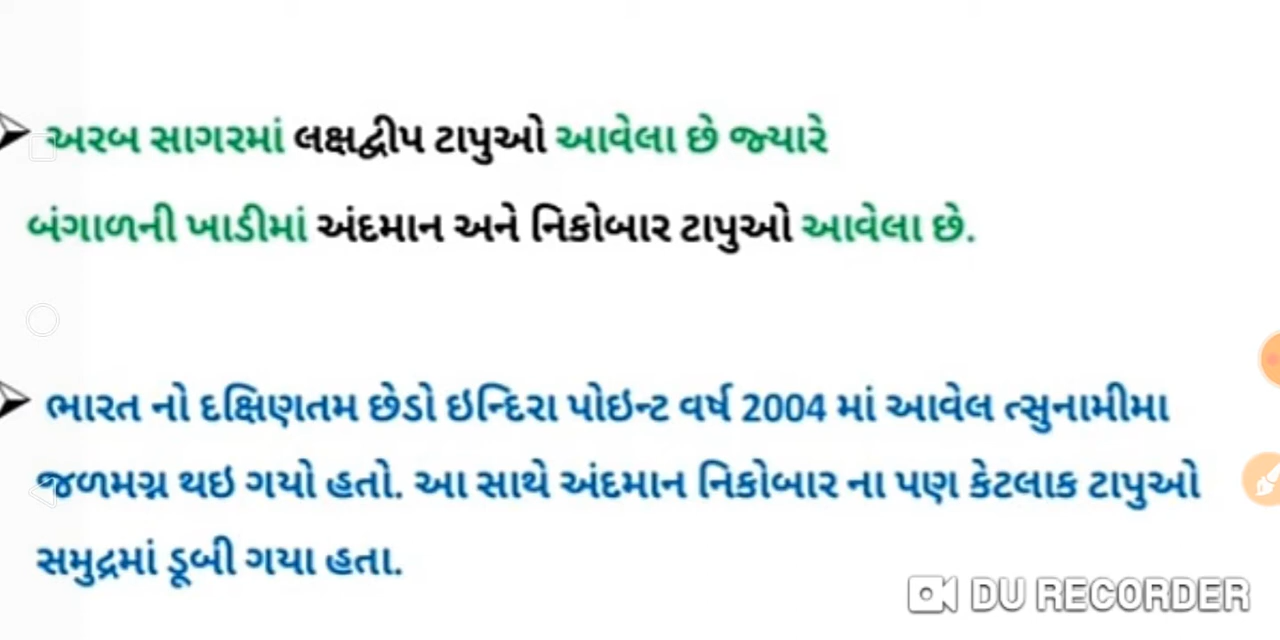 અરબ સાગરમાં લક્ષદ્વીપ ટાપુઓ આવેલા છે જ્યારે
બંગાળની ખાડીમાં અંદમાન અને નિકોબાર ટાપુઓ આવેલા છે.
ભારત નો દક્ષિણતમ છેડો ઇન્દિરા પોઇન્ટ વર્ષ 2004 માં આવેલ ત્સુનામીમા
જળમગ્ન થઇ ગયો હતો. આ સાથે અંદમાન નિકોબાર ના પણ કેટલાક ટાપુઓ
સમુદ્રમાં ડૂબી ગયા હતા.
DU RECORDER